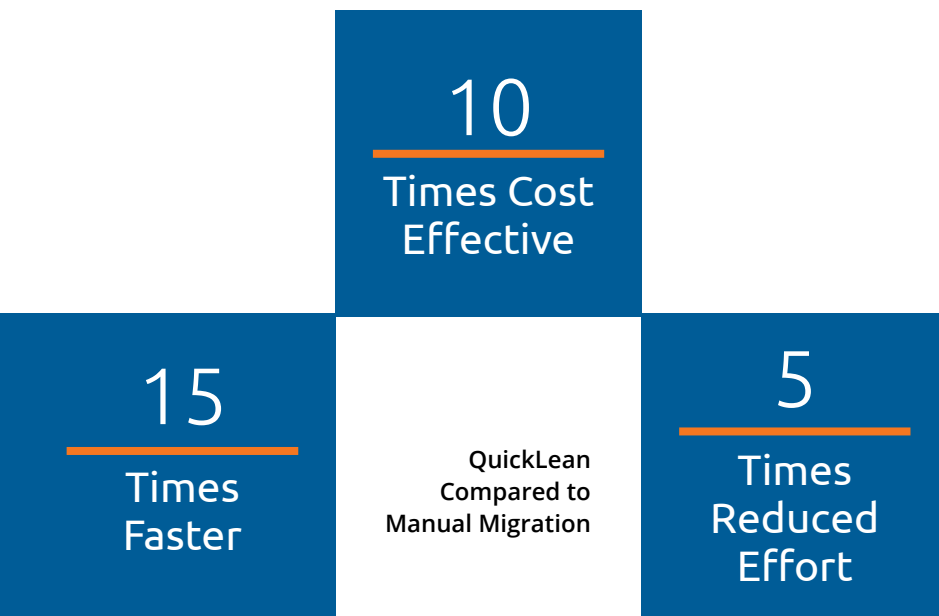 10
Times Cost
Effective
15
Times
Faster
QuickLean
Compared to
Manual Migration
5
Times
Reduced
Effort